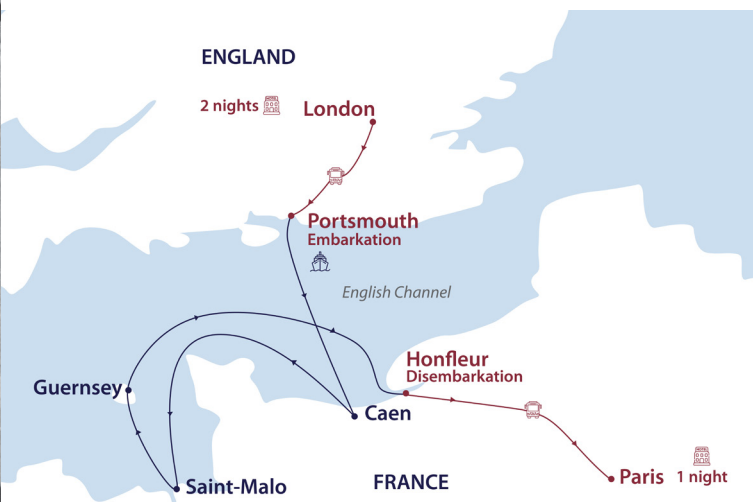 ENGLAND
2 nights
London
Portsmouth
Embarkation
English Channel
Honfleur
Disembarkation
Guernsey
Caen
Paris
1 night
Saint-Malo
FRANCE